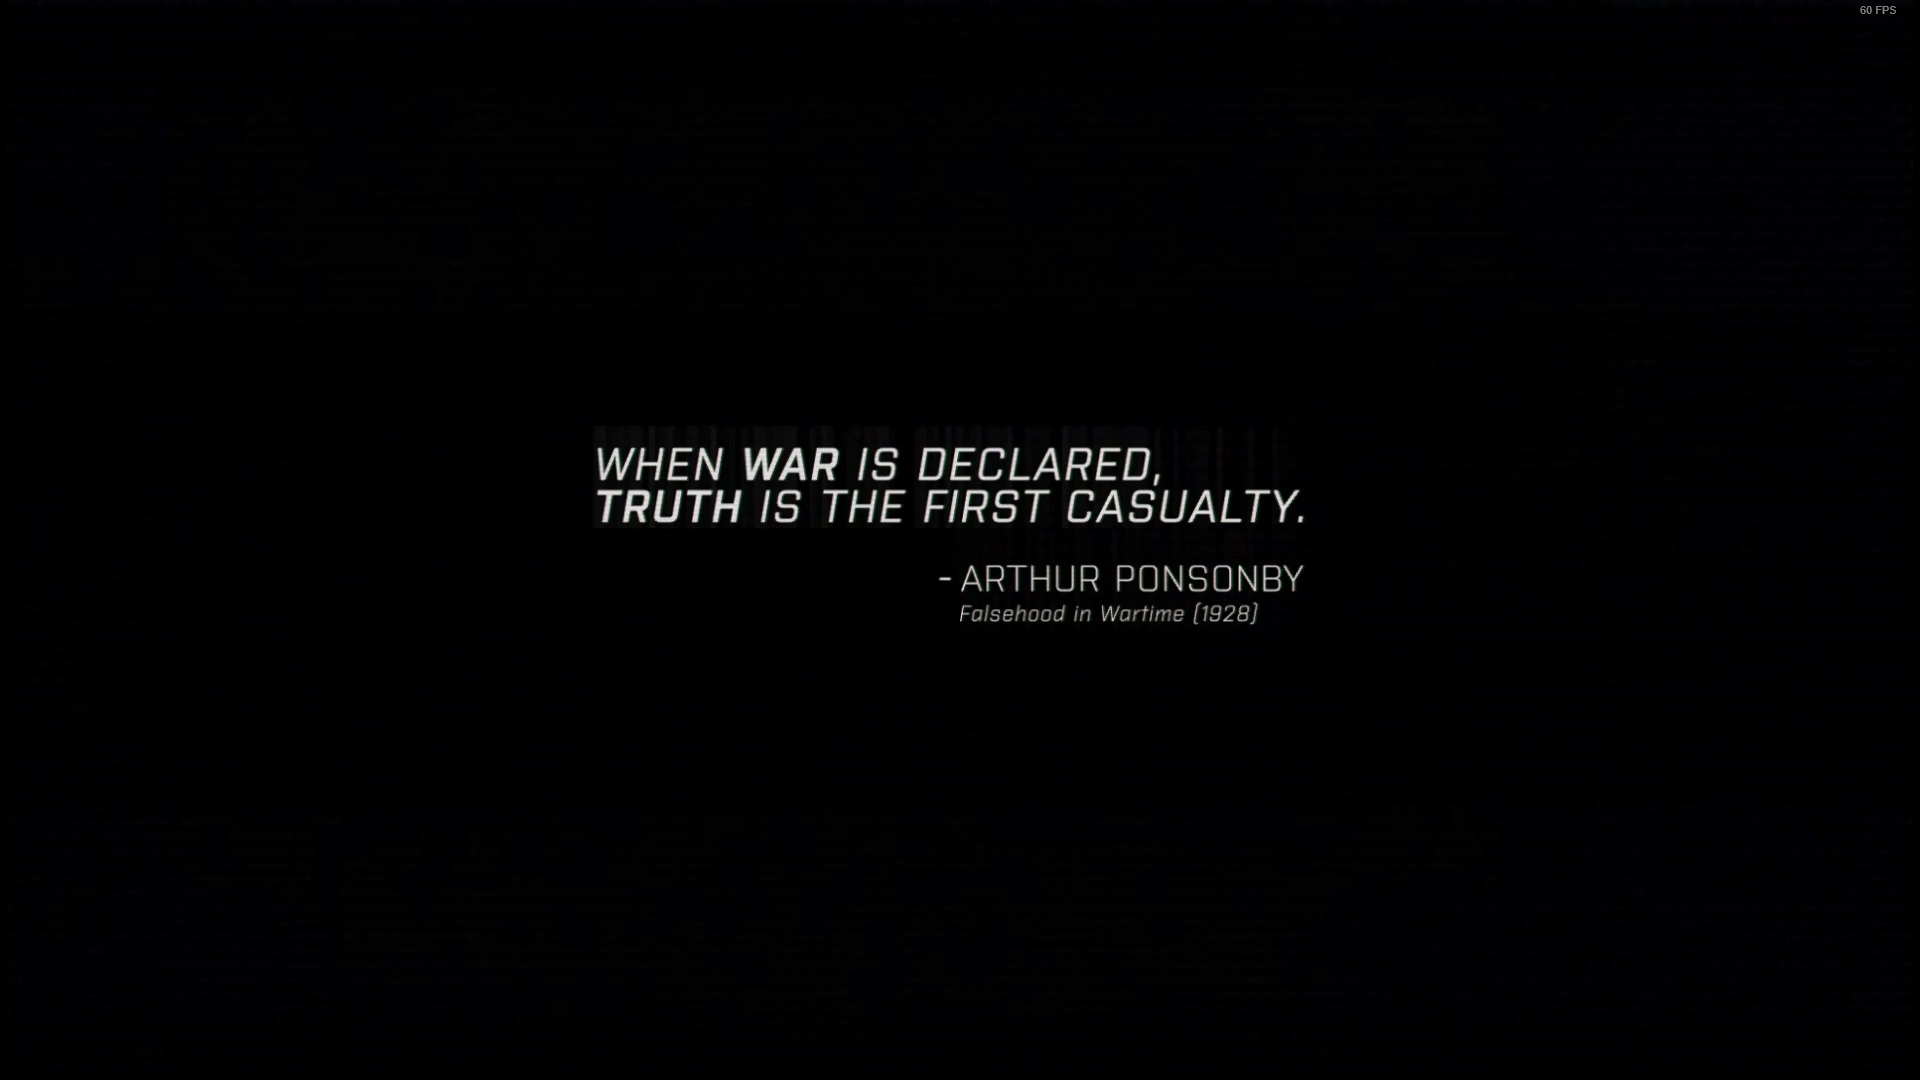 60 FPS
WHEN WAR IS DECLARED,
TRUTH IS THE FIRST CASUALTY.
- ARTHUR PONSONBY
Falsehood in Wartime (1928)